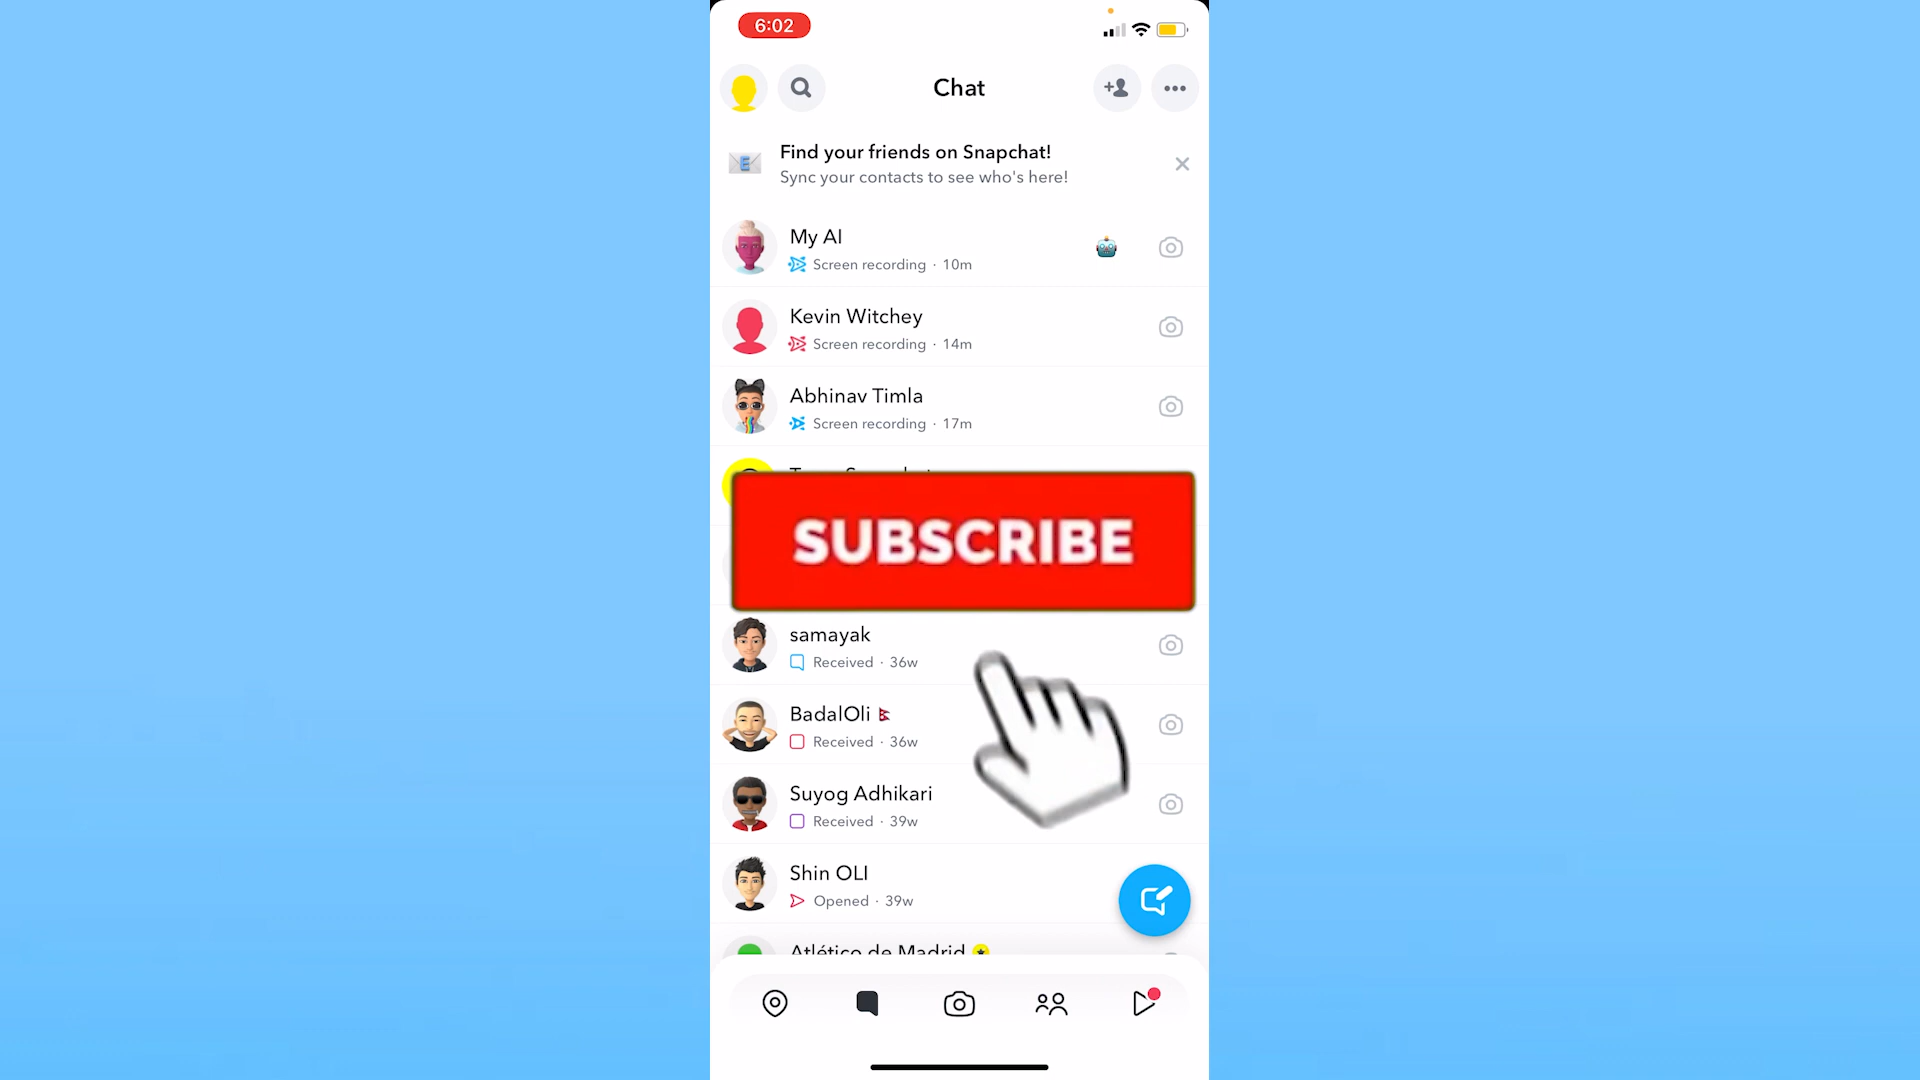 6:02
Chat
Find your friends on Snapchat!
Sync your contacts to see who's here!
My AI
Screen recording · 10m
Kevin Witchey
Screen recording · 14m
Abhinav Timla
Screen recording · 17m
SUBSCRIBE
samayak
Received · 36w
BadalOli
Received · 36w
Suyog Adhikari
Received · 39w
Shin OLI
Opened · 39w
Atlético de Madrid